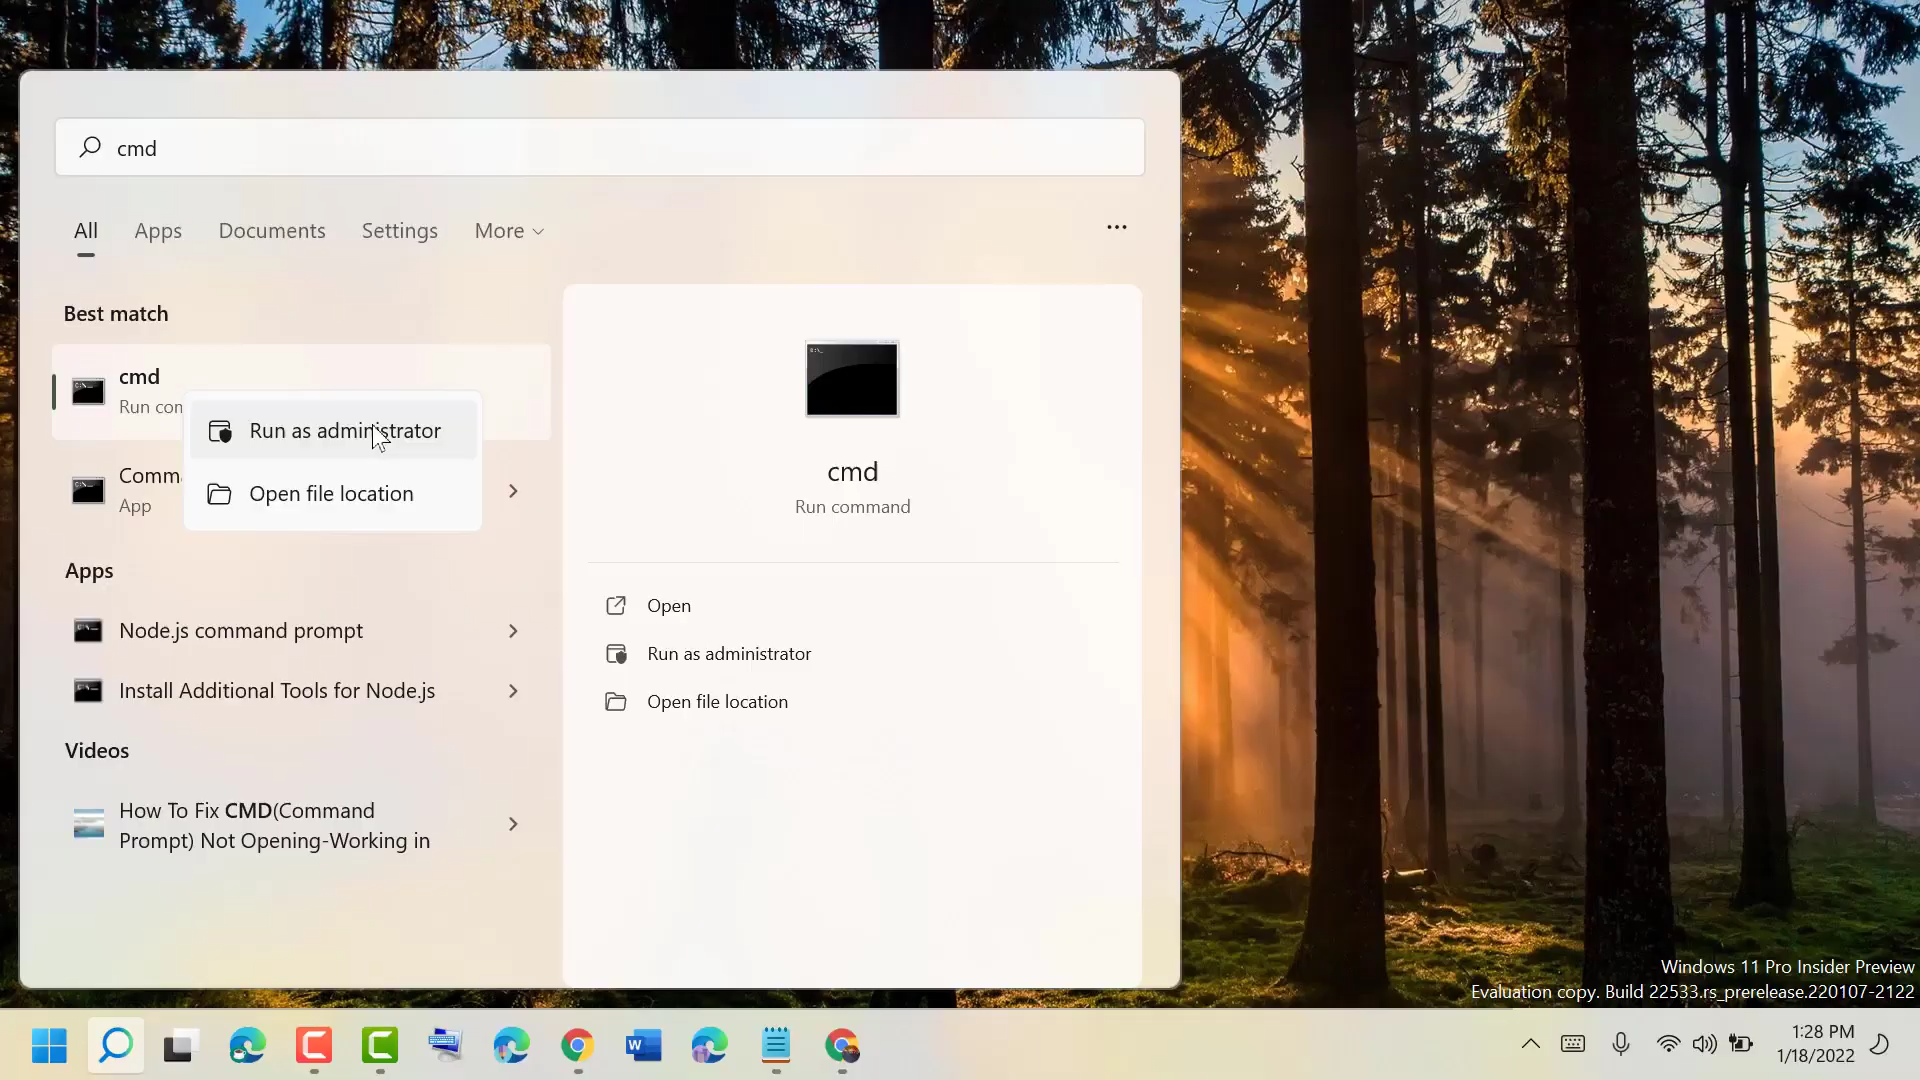 cmd
All
Apps
Documents
Settings
More
Best match
cmd
Run con
Run as administrator
Comma
App
Open file location
Apps
Node.js command prompt
Install Additional Tools for Node.js
Videos
How To Fix CMD(Command
Prompt) Not Opening-Working in
cmd
Run command
Open
Run as administrator
Open file location
Windows 11 Pro Insider Preview
Evaluation copy. Build 22533.rs_prerelease.220107-2122
1:28 PM
1/18/2022